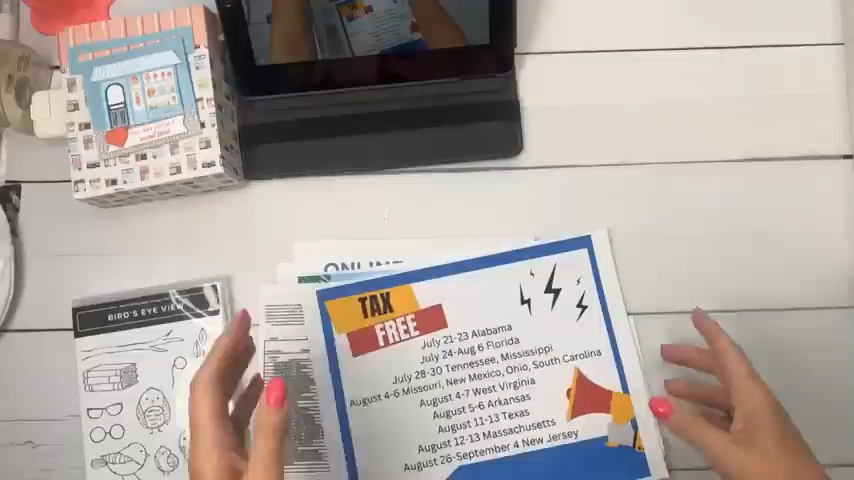 BIRD'S EYE VIEW
ONLINE
TAX
FREE
July 21-23 Alabama
July 24-Aug 6 Florida
July 28-30 Tennessee, Mississippi
August 4-6 Missouri, New Mexico, Ohio, South Carolina
August 4-7 West Virginia
August 5-6 Arkansas
August 11-13 Texas
August 12-13 Massachusetts
August 26-September 4 New Jersey